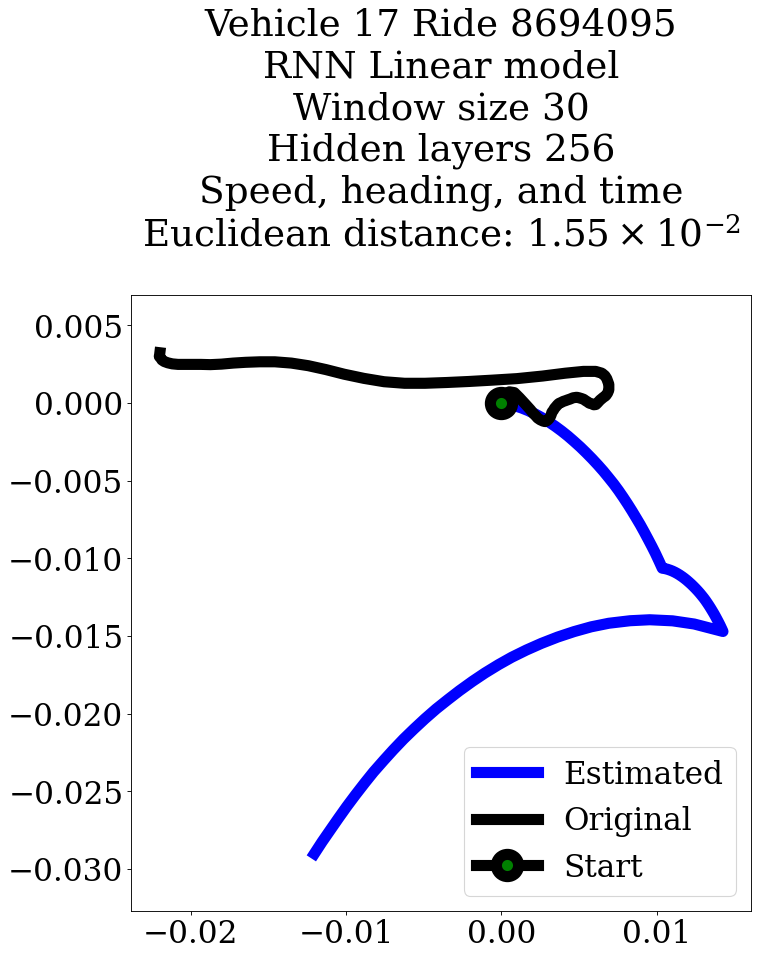 Vehicle 17 Ride 8694095
RNN Linear model
Window size 30
Hidden layers 256
Speed, heading, and time
Euclidean distance: 1.55 × 10⁻²
0.005
0.000
−0.005
−0.010
−0.015
−0.020
−0.025
−0.030
Estimated
Original
Start
−0.02
−0.01
0.00
0.01